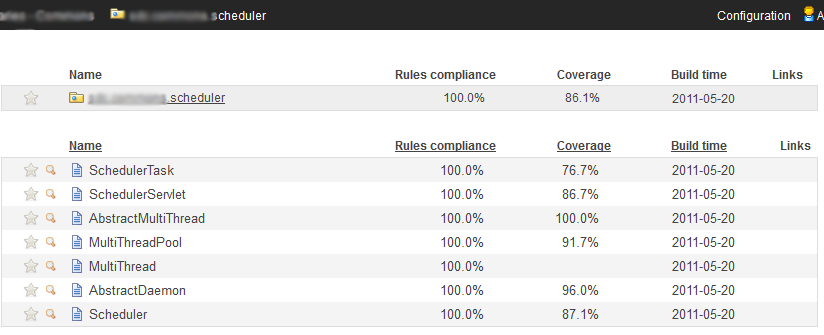 - Commons .scheduler Configuration A
Name Rules compliance Coverage Build time Links
.scheduler 100.0% 86.1% 2011-05-20
Name Rules compliance Coverage Build time Links
SchedulerTask 100.0% 76.7% 2011-05-20
SchedulerServlet 100.0% 86.7% 2011-05-20
AbstractMultiThread 100.0% 100.0% 2011-05-20
MultiThreadPool 100.0% 91.7% 2011-05-20
MultiThread 100.0% 2011-05-20
AbstractDaemon 100.0% 96.0% 2011-05-20
Scheduler 100.0% 87.1% 2011-05-20